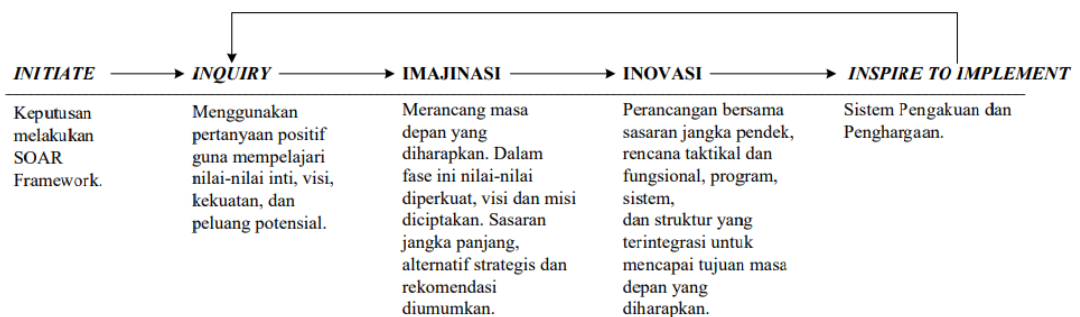 INITIATE
INQUIRY
IMAJINASI
INOVASI
INSPIRE TO IMPLEMENT
Keputusan
melakukan
SOAR
Framework.
Menggunakan
pertanyaan positif
guna mempelajari
nilai-nilai inti, visi,
kekuatan, dan
peluang potensial.
Merancang masa
depan yang
diharapkan. Dalam
fase ini nilai-nilai
diperkuat, visi dan misi
diciptakan. Sasaran
jangka panjang,
alternatif strategis dan
rekomendasi
diumumkan.
Perancangan bersama
sasaran jangka pendek,
rencana taktikal dan
fungsional, program,
sistem,
dan struktur yang
terintegrasi untuk
mencapai tujuan masa
depan yang
diharapkan.
Sistem Pengakuan dan
Penghargaan.